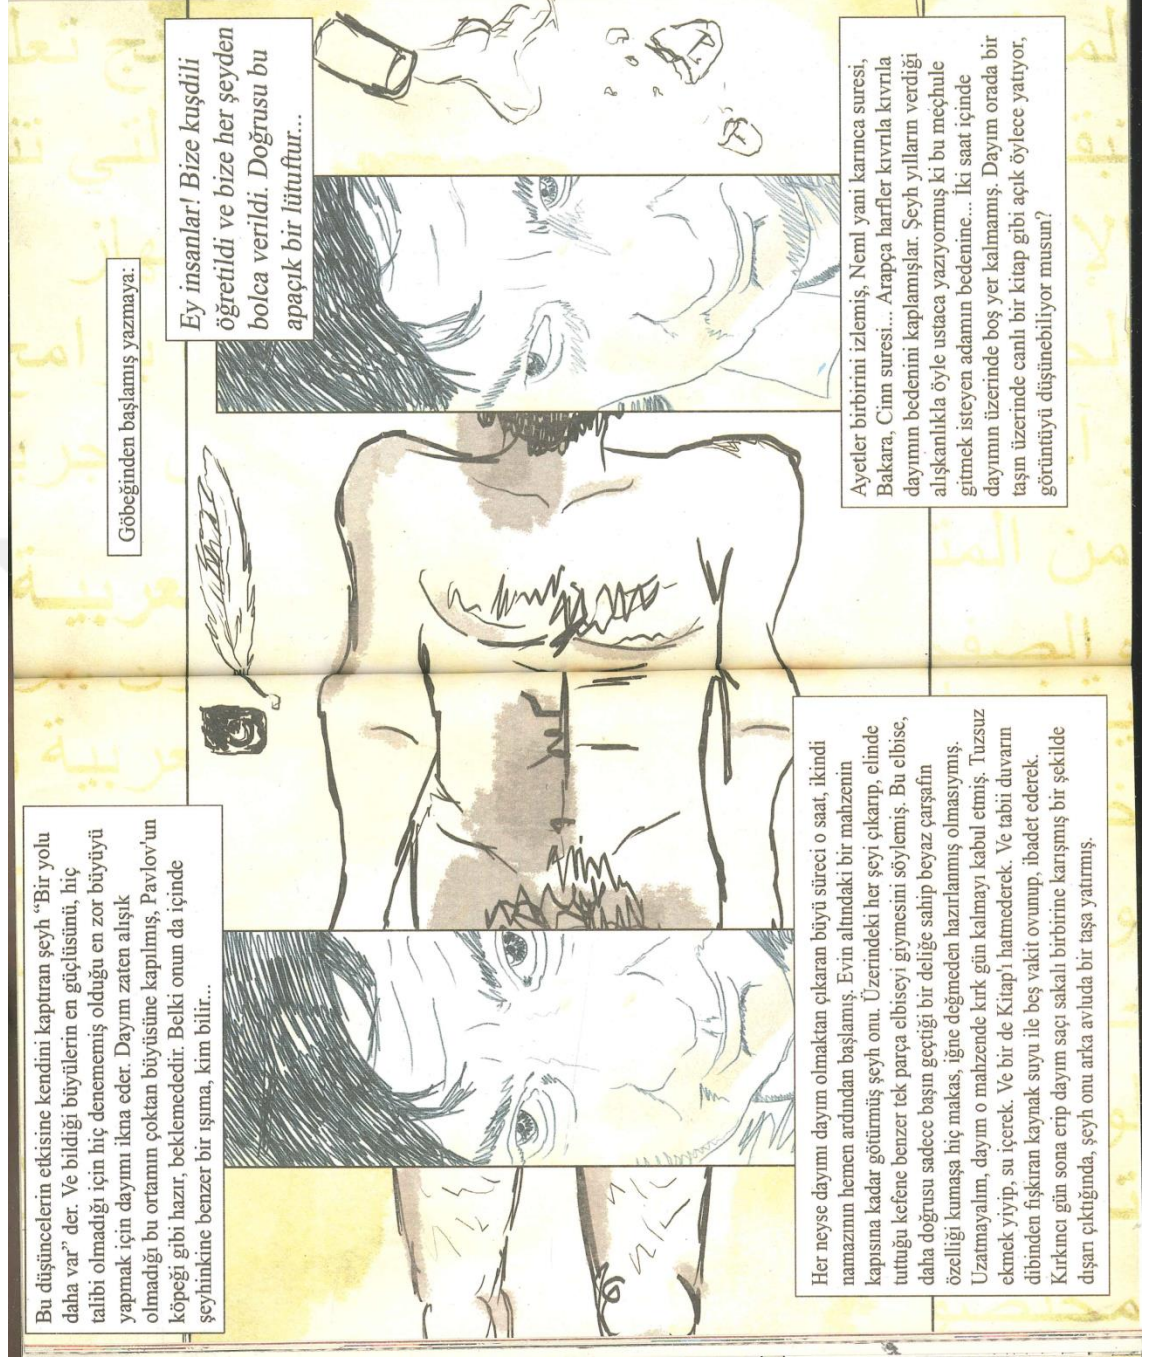 Bu düşüncelerin etkisine kendini kaptıran şeyh “Bir yolu
daha var” der. Ve bildiği büyülerin en güçlüsünü, hiç
talibi olmadığı için hiç denememiş olduğu en zor büyüyü
yapmak için dayımı ikna eder. Dayım zaten alışık
olmadığı bu ortamın çoktan büyüsüne kapılmış, Pavlov'un
köpeği gibi hazır, beklemededir. Belki onun da içinde
şeyhinkine benzer bir ışıma, kim bilir...
Her neyse dayımı dayım olmaktan çıkaran büyü süreci o saat, ikindi
namazının hemen ardından başlamış. Evin altındaki bir mahzenin
kapısına kadar götürmüş şeyh onu. Üzerindeki her şeyi çıkarıp, elinde
tuttuğu kefene benzer tek parça elbiseyi giymesini söylemiş. Bu elbise,
daha doğrusu sadece başın geçtiği bir deliğe sahip beyaz çarşafın
özelliği kumaşa hiç makas, iğne değmeden hazırlanmış olmasıymış.
Uzatmayalım, dayım o mahzende kırk gün kalmayı kabul etmiş. Tuzsuz
ekmek yiyip, su içerek. Ve bir de Kitap'ı hatmederek. Ve tabii duvarın
dibinden fışkıran kaynak suyu ile beş vakit ovunup, ibadet ederek.
Kırkıncı gün sona erip dayım saçı sakalı birbirine karışmış bir şekilde
dışarı çıktığında, şeyh onu arka avluda bir taşa yatırmış.
Göbeğinden başlamış yazmaya:
Ey insanlar! Bize kuşdili
öğretildi ve bize her şeyden
bolca verildi. Doğrusu bu
apaçık bir lütuftur...
Ayetler birbirini izlemiş, Neml yani karınca suresi,
Bakara, Cinn suresi... Arapça harfler kıvrıla kıvrıla
dayımın bedenini kaplamışlar. Şeyh yılların verdiği
alışkanlıkla öyle ustaca yazıyormuş ki bu meçhule
gitmek isteyen adamın bedenine... İki saat içinde
dayımın üzerinde boş yer kalmamış. Dayım orada bir
taşın üzerinde canlı bir kitap gibi açık öylece yatıyor,
görüntüyü düşünebiliyor musun?